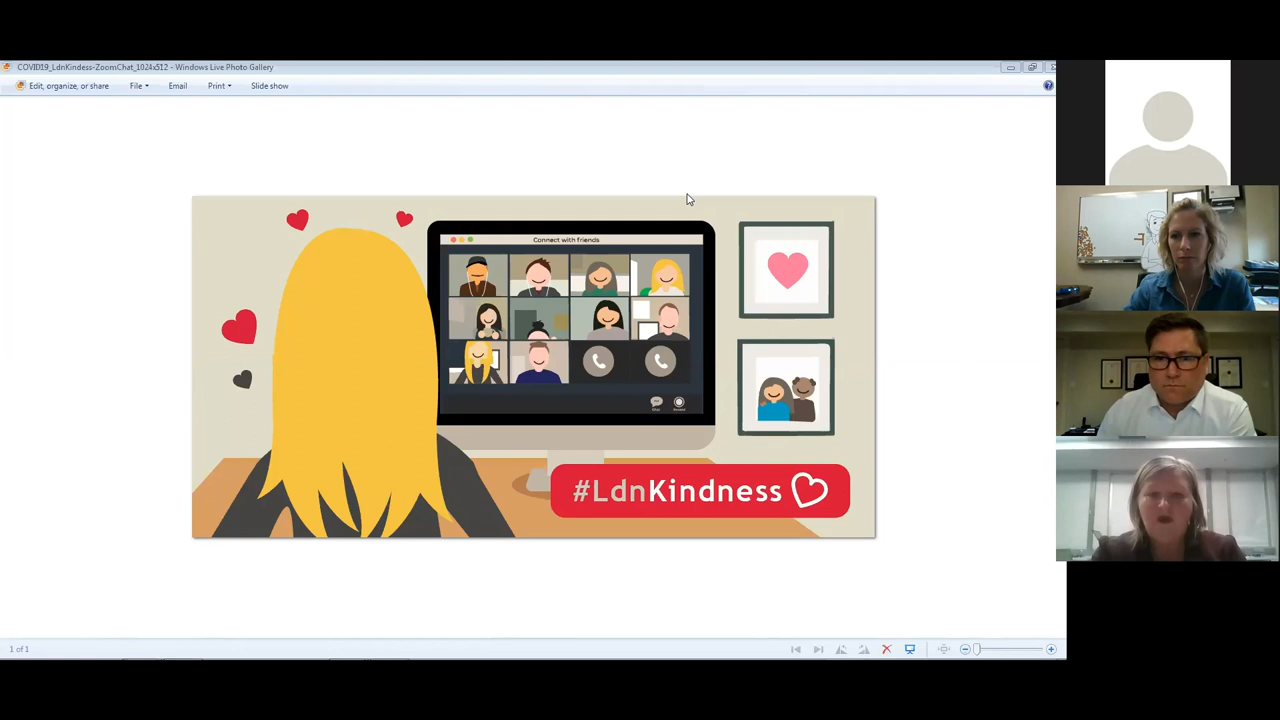 COVID19_LdnKindess-ZoomChat_1024x512 - Windows Live Photo Gallery
Edit, organize, or share File Email Print Slide show
Connect with friends
#LdnKindness
1 of 1